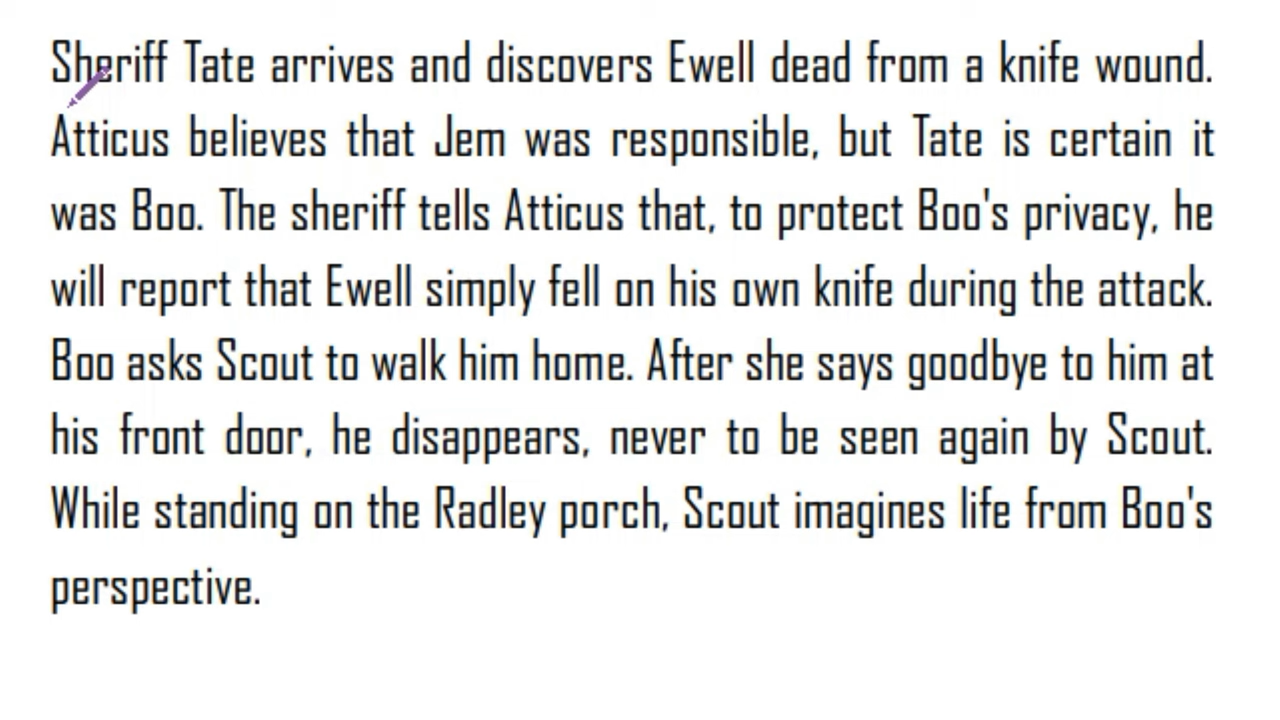 Sheriff Tate arrives and discovers Ewell dead from a knife wound.
Atticus believes that Jem was responsible, but Tate is certain it
was Boo. The sheriff tells Atticus that, to protect Boo's privacy, he
will report that Ewell simply fell on his own knife during the attack.
Boo asks Scout to walk him home. After she says goodbye to him at
his front door, he disappears, never to be seen again by Scout.
While standing on the Radley porch, Scout imagines life from Boo's
perspective.